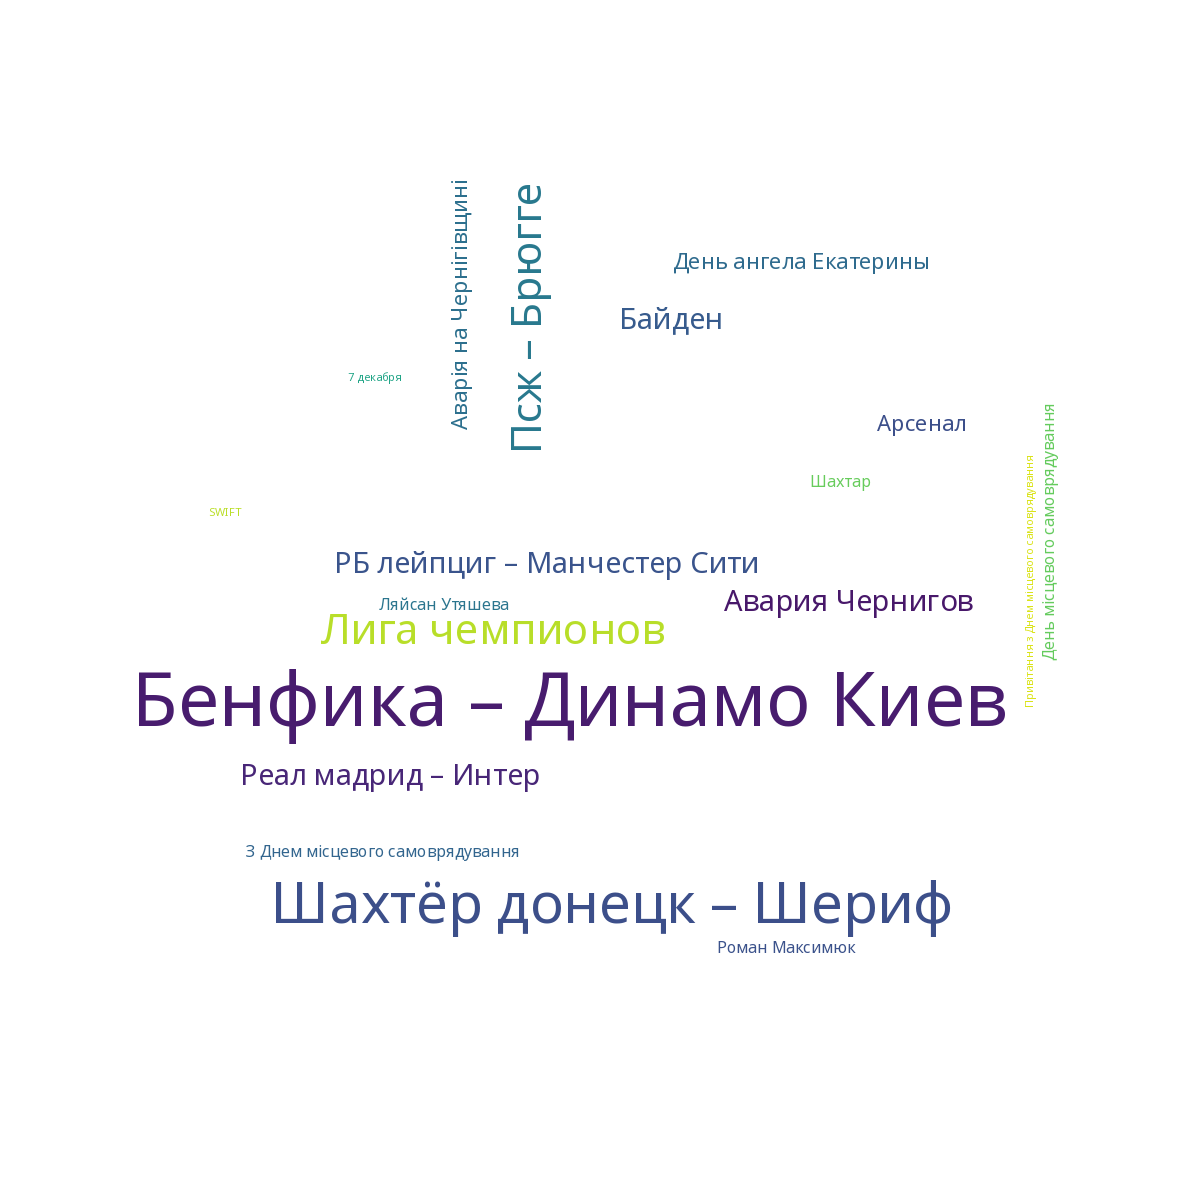 Аварія на Чернігівщині
Псж – Брюгге
День ангела Екатерины
Байден
7 декабря
Арсенал
День місцевого самоврядування
Привітання з Днем місцевого самоврядування
Шахтар
SWIFT
РБ лейпциг – Манчестер Сити
Авария Чернигов
Ляйсан Утяшева
Лига чемпионов
Бенфика – Динамо Киев
Реал мадрид – Интер
З Днем місцевого самоврядування
Шахтёр донецк – Шериф
Роман Максимюк